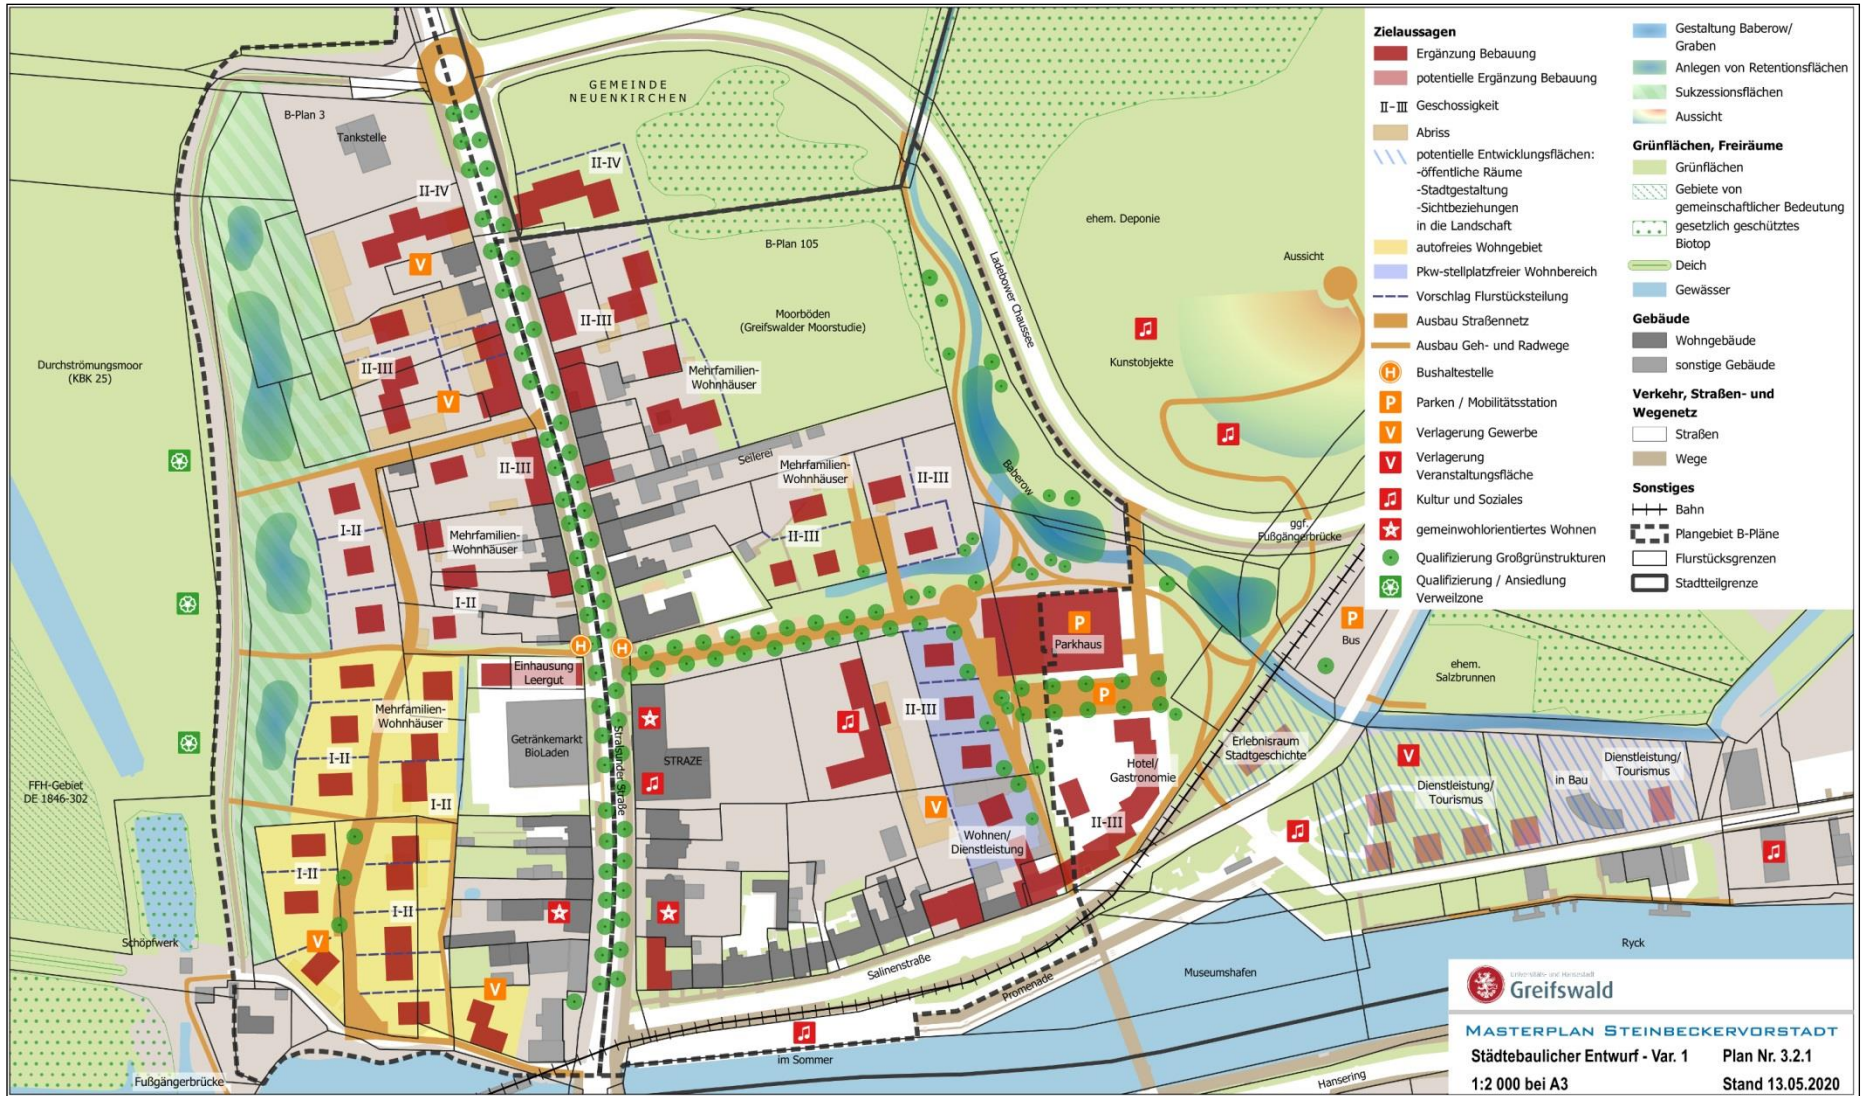 GEMEINDE
NEUENKIRCHEN
B-Plan 3
Tankstelle
II-IV
II-IV
B-Plan 105
ehem. Deponie
Ladebower Chaussee
Aussicht
Moorböden
(Greifswalder Moorstudie)
II-III
Kunstobjekte
Durchströmungsmoor
(KBK 25)
II-III
Mehrfamilien-
Wohnhäuser
V
V
Seilerei
Mehrfamilien-
Wohnhäuser
II-III
II-III
Baberow
I-II
Mehrfamilien-
Wohnhäuser
II-III
ggf.
Fußgängerbrücke
I-II
H
H
P
Parkhaus
P
Bus
Einhausung
Leergut
ehem.
Salzbrunnen
Mehrfamilien-
Wohnhäuser
II-III
P
Getränkemarkt
BioLaden
Stralsunder Straße
STRAZE
I-II
I-II
Erlebnisraum
Stadtgeschichte
Hotel/
Gastronomie
V
Dienstleistung/
Tourismus
in Bau
Dienstleistung/
Tourismus
FFH-Gebiet
DE 1846-302
V
II-III
Wohnen/
Dienstleistung
I-II
I-II
V
Schöpfwerk
V
Salinenstraße
Promenade
Museumshafen
Ryck
im Sommer
Fußgängerbrücke
Hansering
Zielaussagen
Ergänzung Bebauung
potentielle Ergänzung Bebauung
II-III Geschossigkeit
Abriss
potentielle Entwicklungsflächen:
-öffentliche Räume
-Stadtgestaltung
-Sichtbeziehungen
in die Landschaft
autofreies Wohngebiet
Pkw-stellplatzfreier Wohnbereich
Vorschlag Flurstücksteilung
Ausbau Straßennetz
Ausbau Geh- und Radwege
H Bushaltestelle
P Parken / Mobilitätsstation
V Verlagerung Gewerbe
V Verlagerung
Veranstaltungsfläche
Kultur und Soziales
gemeinwohlorientiertes Wohnen
Qualifizierung Großgrünstrukturen
Qualifizierung / Ansiedlung
Verweilzone
Gestaltung Baberow/
Graben
Anlegen von Retentionsflächen
Sukzessionsflächen
Aussicht
Grünflächen, Freiräume
Grünflächen
Gebiete von
gemeinschaftlicher Bedeutung
gesetzlich geschütztes
Biotop
Deich
Gewässer
Gebäude
Wohngebäude
sonstige Gebäude
Verkehr, Straßen- und
Wegenetz
Straßen
Wege
Sonstiges
Bahn
Plangebiet B-Pläne
Flurstücksgrenzen
Stadtteilgrenze
Universitäts- und Hansestadt
Greifswald
MASTERPLAN STEINBECKERVORSTADT
Städtebaulicher Entwurf - Var. 1 Plan Nr. 3.2.1
1:2 000 bei A3 Stand 13.05.2020